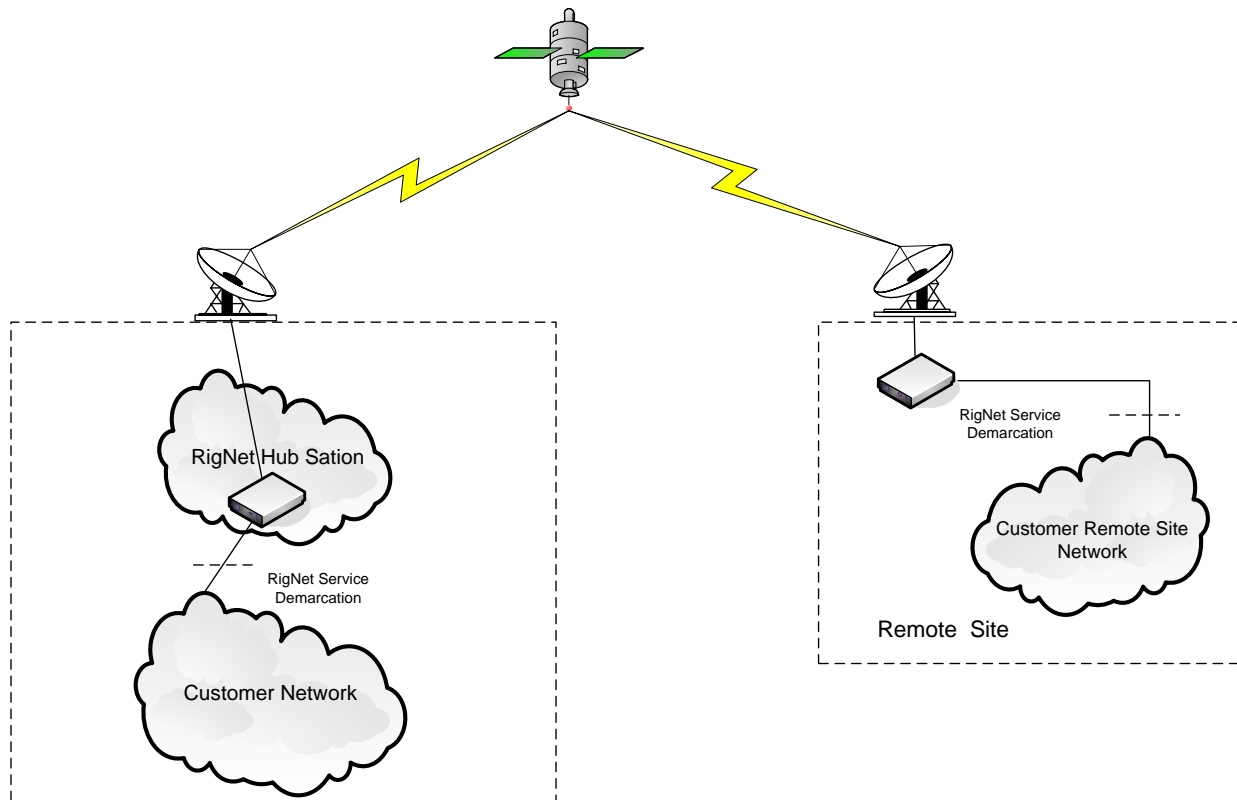 RigNet Hub Sation
RigNet Service
Demarcation
Customer Network
RigNet Service
Demarcation
Customer Remote Site
Network
Remote Site